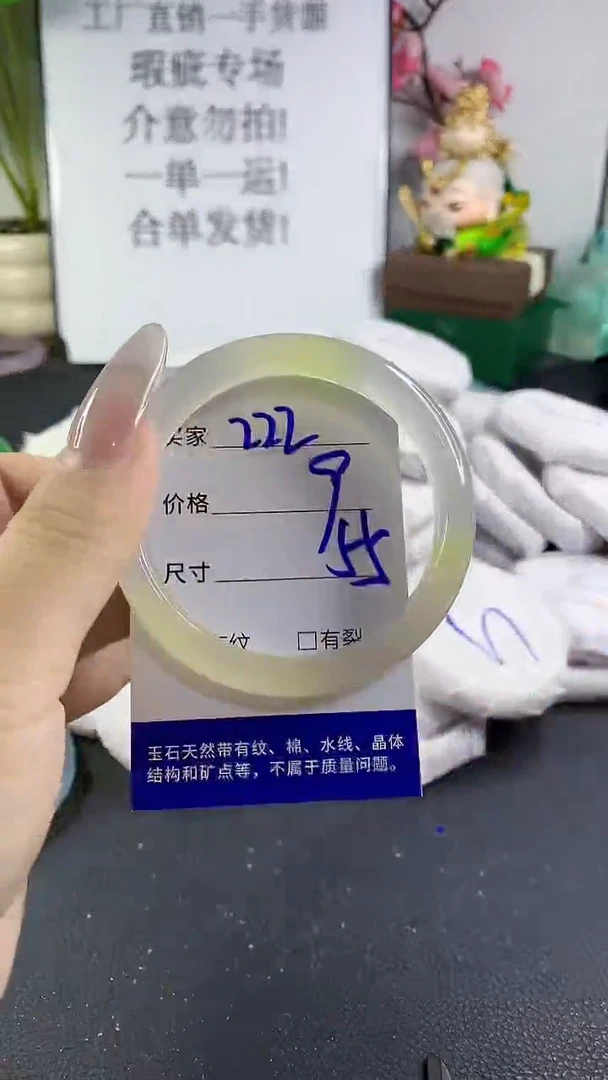 工厂直销一手货源
瑕疵专场
介意勿拍!
一单一运!
合单发货!
买家 222
价格 9
尺寸 55
纹 □有裂
玉石天然带有纹、棉、水线、晶体
结构和矿点等，不属于质量问题。